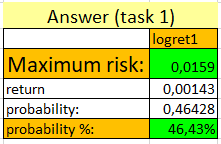 Answer (task 1)
logret1
Maximum risk: 0,0159
return 0,00143
probability: 0,46428
probability %: 46,43%